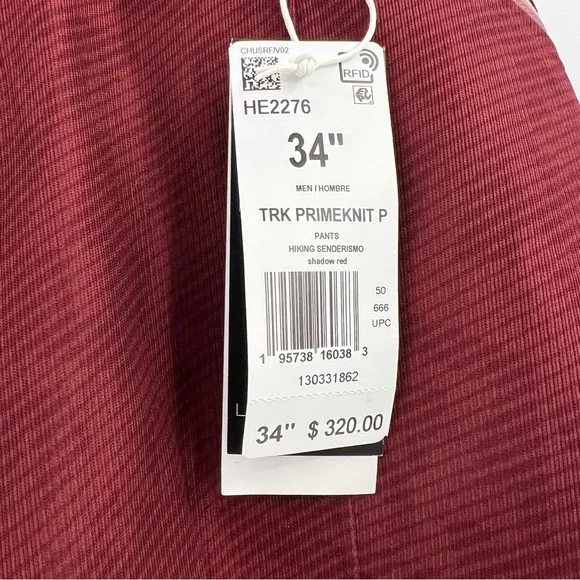 CHUSRF/V02
RFID
HE2276
34"
MEN / HOMBRE
TRK PRIMEKNIT P
PANTS
HIKING SENDERISMO
shadow red
50
666
UPC
1 95738 16038 3
130331862
34" $ 320.00